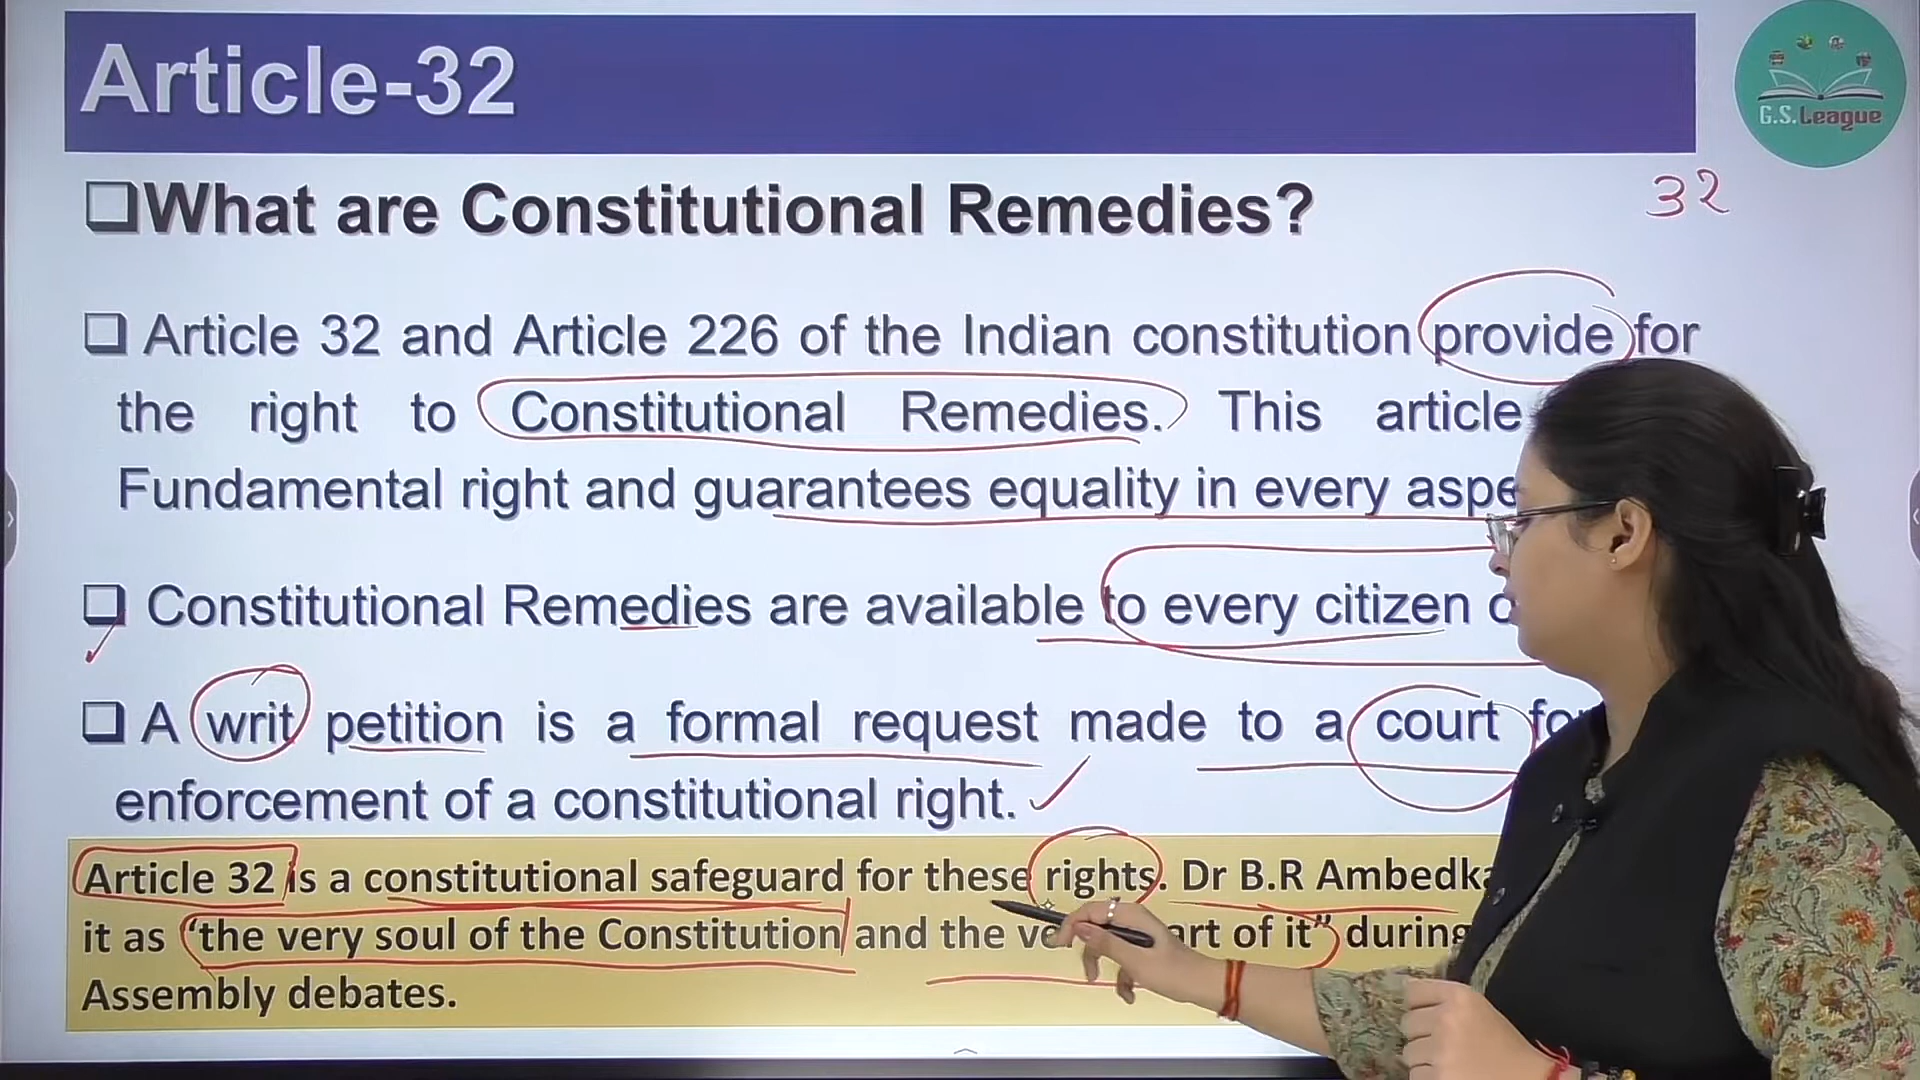 Article-32
G.S.League
What are Constitutional Remedies?
32
Article 32 and Article 226 of the Indian constitution provide for
the right to Constitutional Remedies. This article
Fundamental right and guarantees equality in every
Constitutional Remedies are available to every citizen
A writ petition is a formal request made to a court
enforcement of a constitutional right.
Article 32 is a constitutional safeguard for these rights. Dr B.R
it as “the very soul of the Constitution and the of it” during
Assembly debates.